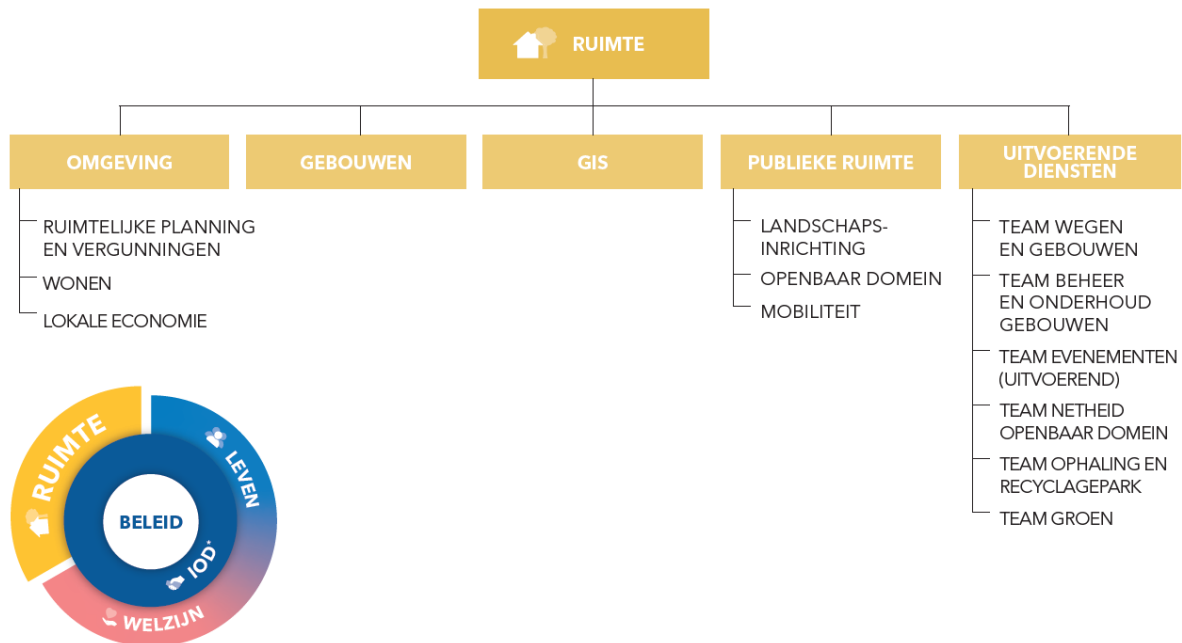 RUIMTE
OMGEVING
RUIMTELIJKE PLANNING
EN VERGUNNINGEN
WONEN
LOKALE ECONOMIE
GEBOUWEN
GIS
PUBLIEKE RUIMTE
LANDSCHAPS-
INRICHTING
OPENBAAR DOMEIN
MOBILITEIT
UITVOERENDE
DIENSTEN
TEAM WEGEN
EN GEBOUWEN
TEAM BEHEER
EN ONDERHOUD
GEBOUWEN
TEAM EVENEMENTEN
(UITVOEREND)
TEAM NETHEID
OPENBAAR DOMEIN
TEAM OPHALING EN
RECYCLAGEPARK
TEAM GROEN
RUIMTE
LEVEN
BELEID
IOD*
WELZIJN